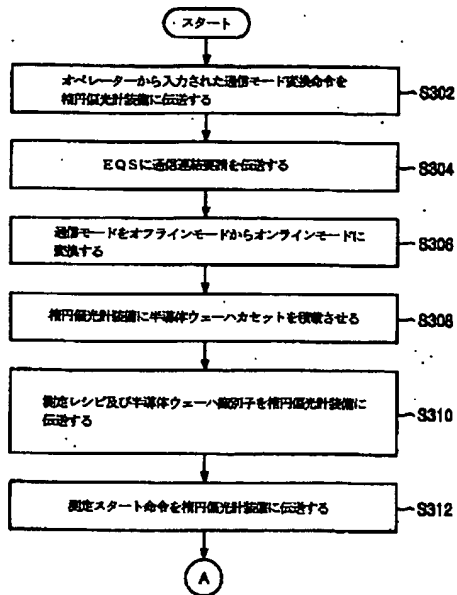 スタート
オペレーターから入力された通信モード変換命令を
楕円偏光計装備に伝送する
S302
EQSに通信連結要請を伝送する
S304
通信モードをオフラインモードからオンラインモードに
変換する
S306
楕円偏光計装備に半導体ウェーハカセットを積載させる
S308
測定レシピ及び半導体ウェーハ識別子を楕円偏光計装備に
伝送する
S310
測定スタート命令を楕円偏光計装備に伝送する
S312
A